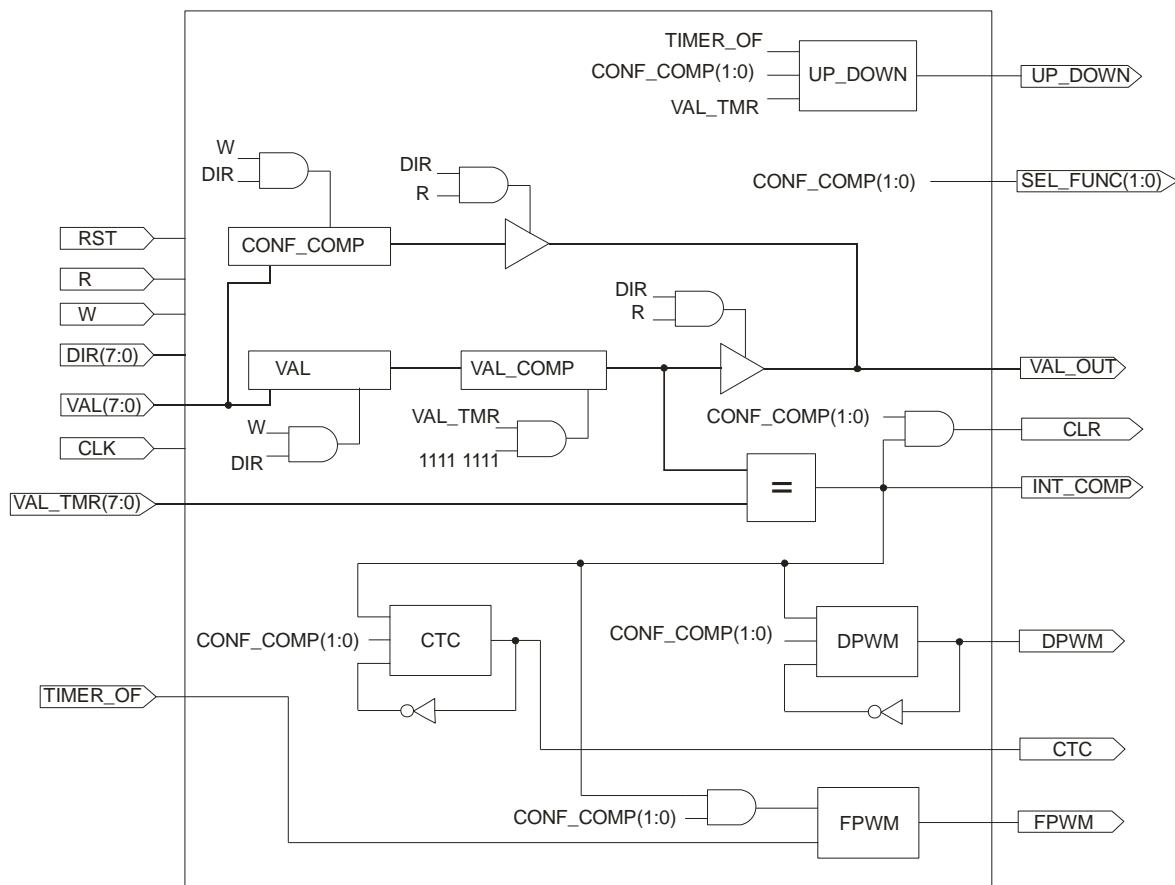 TIMER_OF
CONF_COMP(1:0)
VAL_TMR
UP_DOWN
UP_DOWN
W
DIR
DIR
R
CONF_COMP(1:0)
SEL_FUNC(1:0)
RST
CONF_COMP
R
W
DIR
R
DIR(7:0)
VAL
VAL_COMP
VAL_OUT
VAL(7:0)
CONF_COMP(1:0)
CLR
W
DIR
VAL_TMR
1111 1111
CLK
=
INT_COMP
VAL_TMR(7:0)
CONF_COMP(1:0)
CTC
CONF_COMP(1:0)
DPWM
DPWM
TIMER_OF
CTC
CONF_COMP(1:0)
FPWM
FPWM